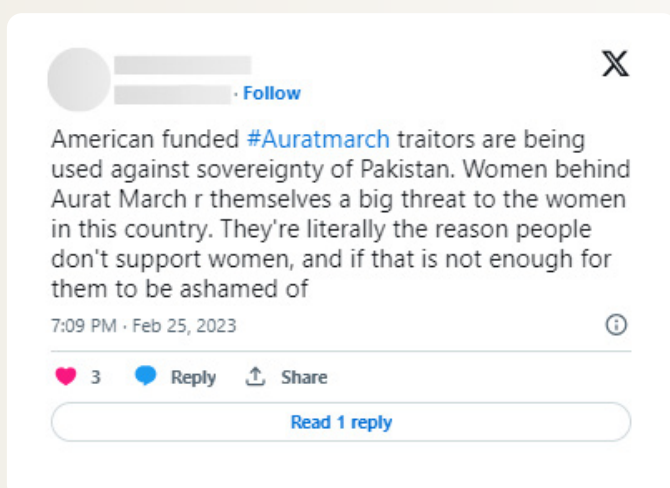 · Follow
American funded #Auratmarch traitors are being
used against sovereignty of Pakistan. Women behind
Aurat March r themselves a big threat to the women
in this country. They're literally the reason people
don't support women, and if that is not enough for
them to be ashamed of
7:09 PM · Feb 25, 2023
3 Reply Share
Read 1 reply